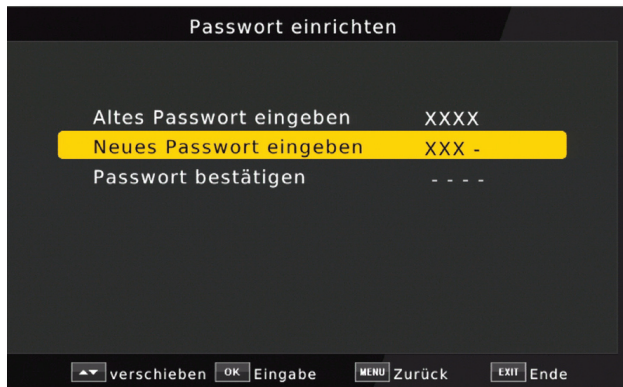 Passwort einrichten
Altes Passwort eingeben XXXX
Neues Passwort eingeben XXX -
Passwort bestätigen - - - -
verschieben OK Eingabe MENU Zurück EXIT Ende